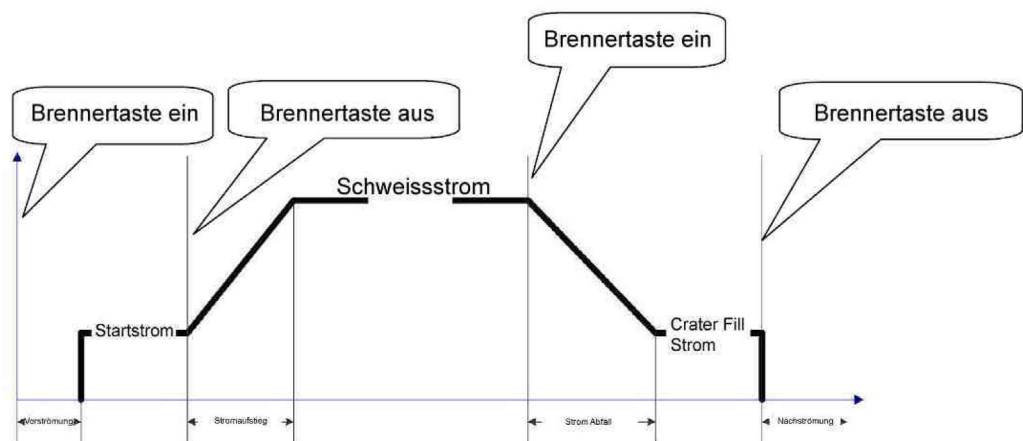 Brennertaste ein
Brennertaste aus
Brennertaste ein
Brennertaste aus
Schweissstrom
Startstrom
Crater Fill
Strom
Vorströmung
Stromaufstieg
Strom Abfall
Nachströmung